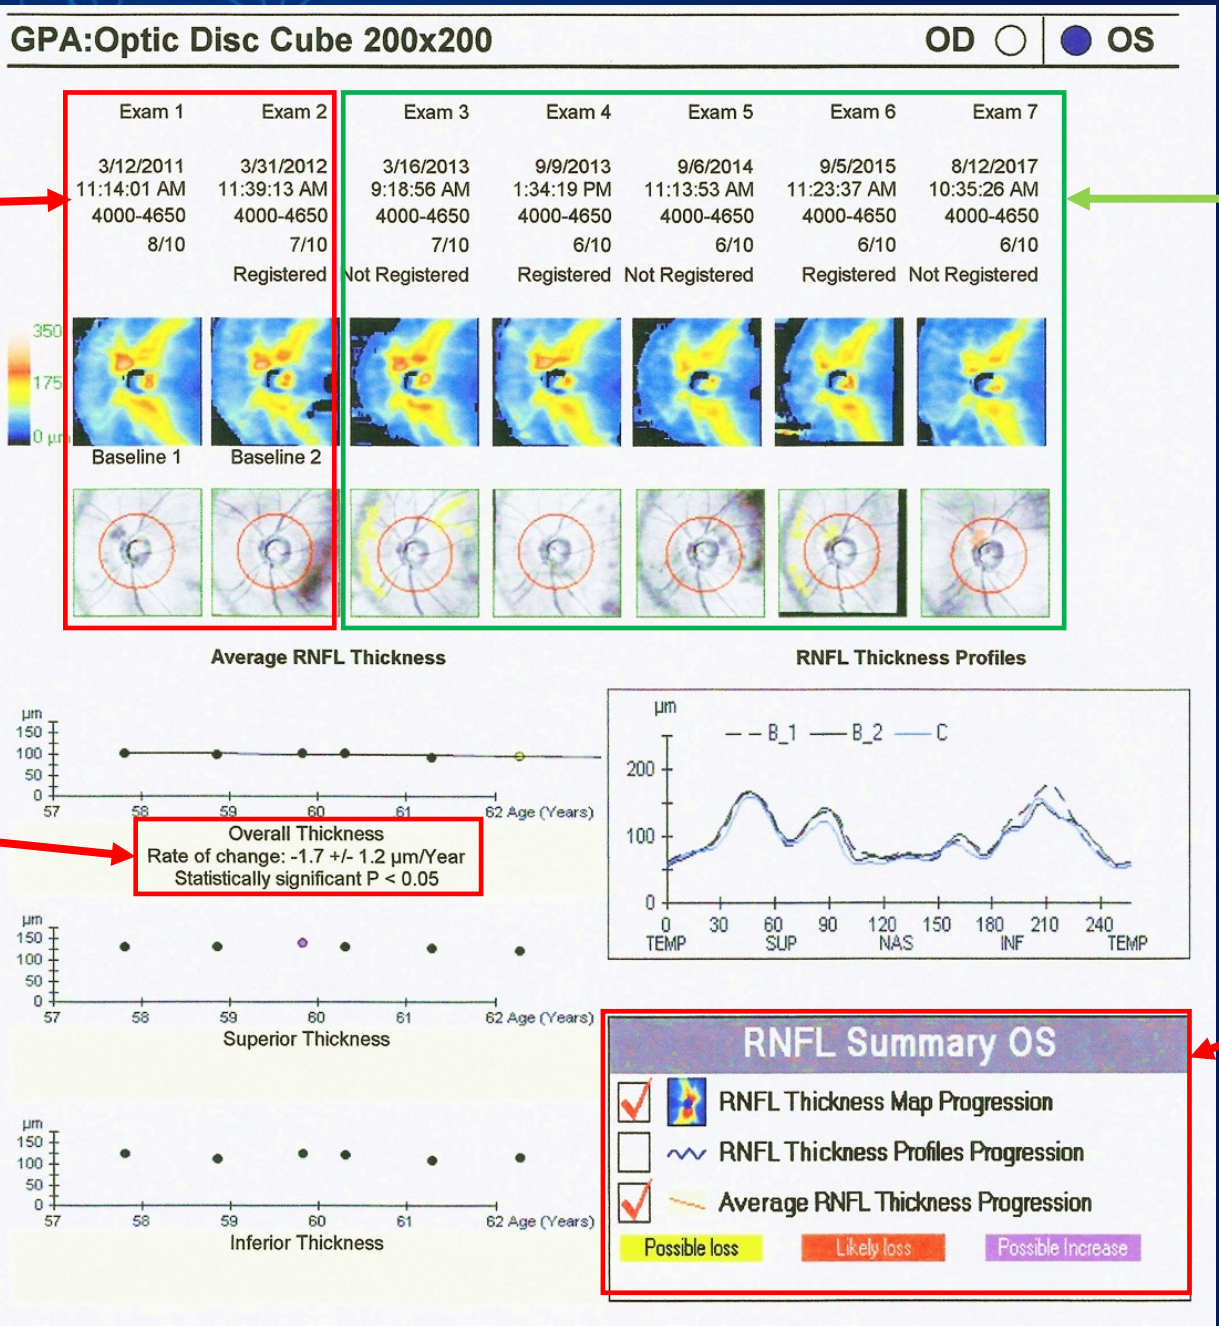 GPA:Optic Disc Cube 200x200 OD OS
Exam 1 Exam 2 Exam 3 Exam 4 Exam 5 Exam 6 Exam 7
3/12/2011 3/31/2012 3/16/2013 9/9/2013 9/6/2014 9/5/2015 8/12/2017
11:14:01 AM 11:39:13 AM 9:18:56 AM 1:34:19 PM 11:13:53 AM 11:23:37 AM 10:35:26 AM
4000-4650 4000-4650 4000-4650 4000-4650 4000-4650 4000-4650 4000-4650
8/10 7/10 7/10 6/10 6/10 6/10 6/10
Registered Not Registered Registered Not Registered Registered Not Registered
350
175
0 µm
Baseline 1 Baseline 2
Average RNFL Thickness
µm
150
100
50
0
57 58 59 60 61 62 Age (Years)
Overall Thickness
Rate of change: -1.7 +/- 1.2 µm/Year
Statistically significant P < 0.05
µm
150
100
50
0
57 58 59 60 61 62 Age (Years)
Superior Thickness
µm
150
100
50
0
57 58 59 60 61 62 Age (Years)
Inferior Thickness
RNFL Thickness Profiles
µm
B_1 B_2 C
200
100
0
0 30 60 90 120 150 180 210 240
TEMP SUP NAS INF TEMP
RNFL Summary OS
RNFL Thickness Map Progression
RNFL Thickness Profiles Progression
Average RNFL Thickness Progression
Possible loss Likely loss Possible Increase